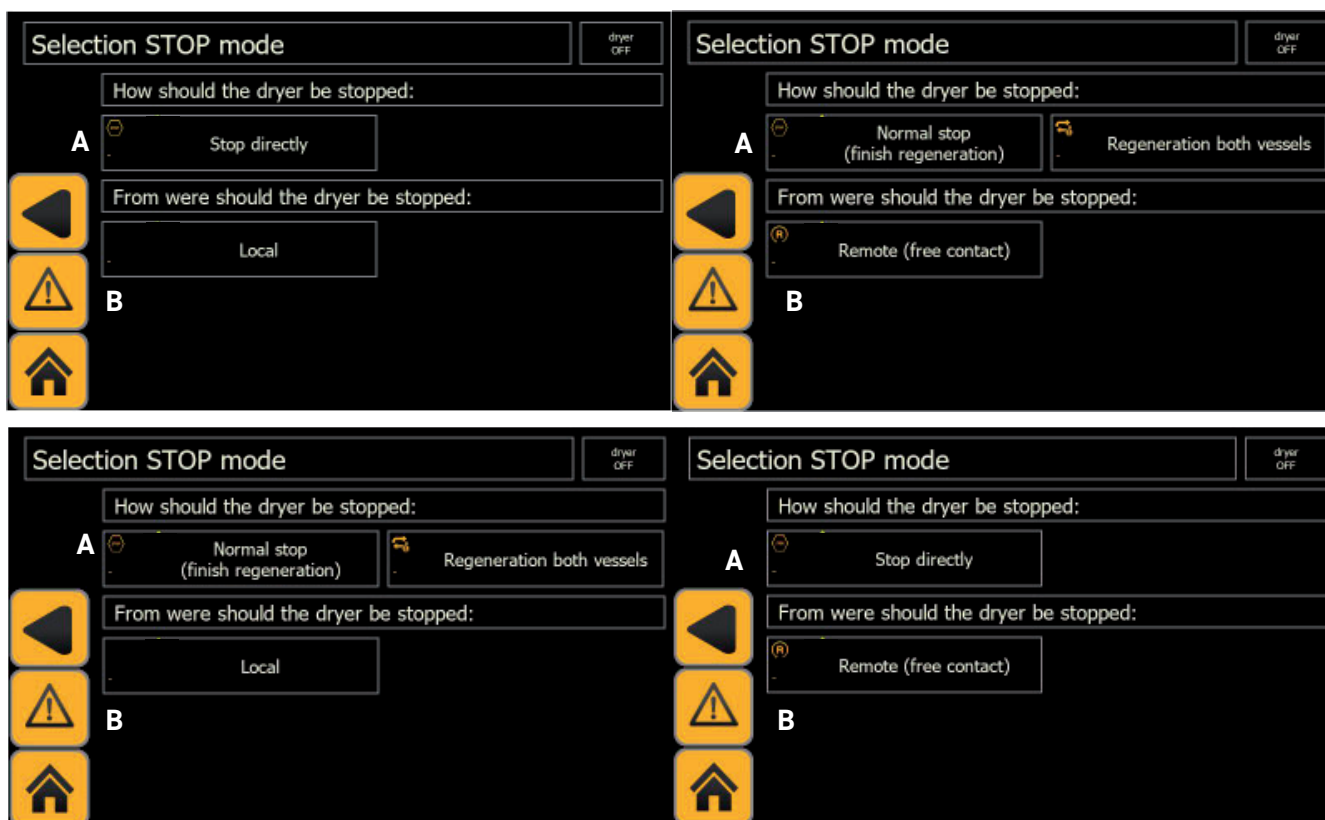 Selection STOP mode
dryer
OFF
How should the dryer be stopped:
A
Stop directly
From were should the dryer be stopped:
Local
B
Selection STOP mode
dryer
OFF
How should the dryer be stopped:
A
Normal stop
(finish regeneration)
Regeneration both vessels
From were should the dryer be stopped:
R
Remote (free contact)
B
Selection STOP mode
dryer
OFF
How should the dryer be stopped:
A
Normal stop
(finish regeneration)
Regeneration both vessels
From were should the dryer be stopped:
Local
B
Selection STOP mode
dryer
OFF
How should the dryer be stopped:
A
Stop directly
From were should the dryer be stopped:
R
Remote (free contact)
B